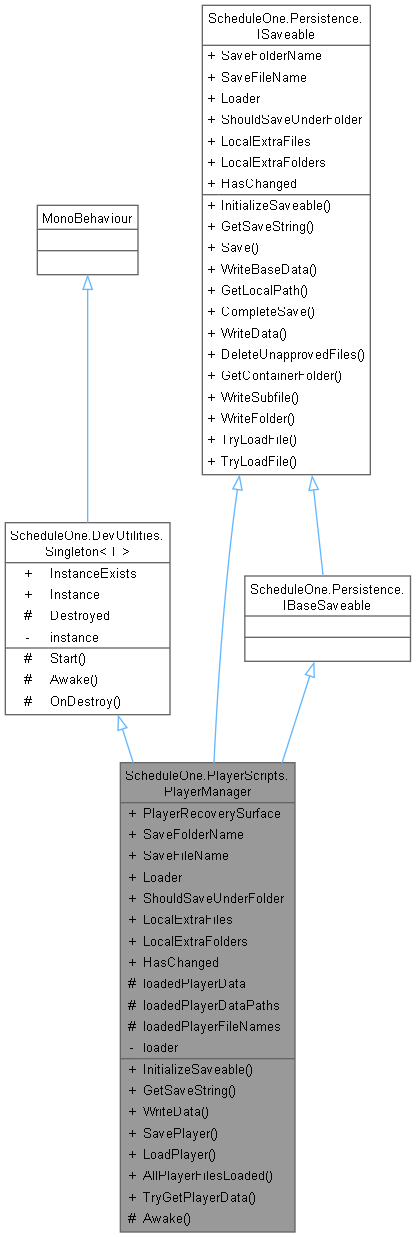 ScheduleOne.Persistence.
ISaveable
+ SaveFolderName
+ SaveFileName
+ Loader
+ ShouldSaveUnderFolder
+ LocalExtraFiles
+ LocalExtraFolders
+ HasChanged
+ InitializeSaveable()
+ GetSaveString()
+ Save()
+ WriteBaseData()
+ GetLocalPath()
+ CompleteSave()
+ WriteData()
+ DeleteUnapprovedFiles()
+ GetContainerFolder()
+ WriteSubfile()
+ WriteFolder()
+ TryLoadFile()
+ TryLoadFile()
MonoBehaviour
ScheduleOne.DevUtilities.
Singleton< T >
+ InstanceExists
+ Instance
# Destroyed
- instance
# Start()
# Awake()
# OnDestroy()
ScheduleOne.Persistence.
IBaseSaveable
ScheduleOne.PlayerScripts.
PlayerManager
+ PlayerRecoverySurface
+ SaveFolderName
+ SaveFileName
+ Loader
+ ShouldSaveUnderFolder
+ LocalExtraFiles
+ LocalExtraFolders
+ HasChanged
# loadedPlayerData
# loadedPlayerDataPaths
# loadedPlayerFileNames
- loader
+ InitializeSaveable()
+ GetSaveString()
+ WriteData()
+ SavePlayer()
+ LoadPlayer()
+ AllPlayerFilesLoaded()
+ TryGetPlayerData()
# Awake()